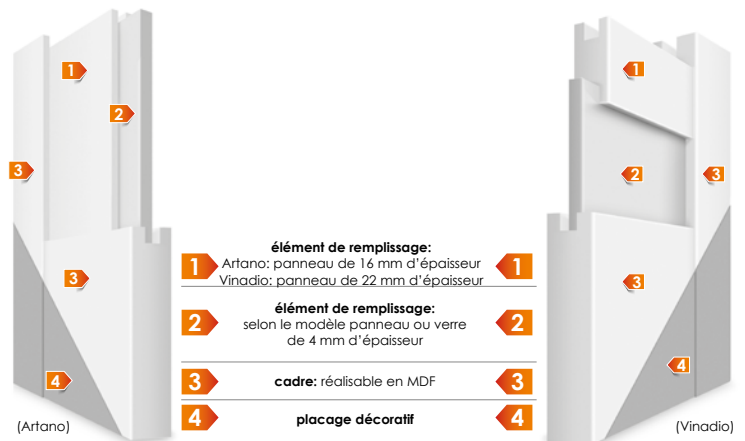 1
2
3
3
4
(Artano)
1
2
3
3
4
(Vinadio)
élément de remplissage:
1 Artano: panneau de 16 mm d'épaisseur 1
Vinadio: panneau de 22 mm d'épaisseur
élément de remplissage:
2 selon le modèle panneau ou verre 2
de 4 mm d'épaisseur
3 cadre: réalisable en MDF 3
4 placage décoratif 4